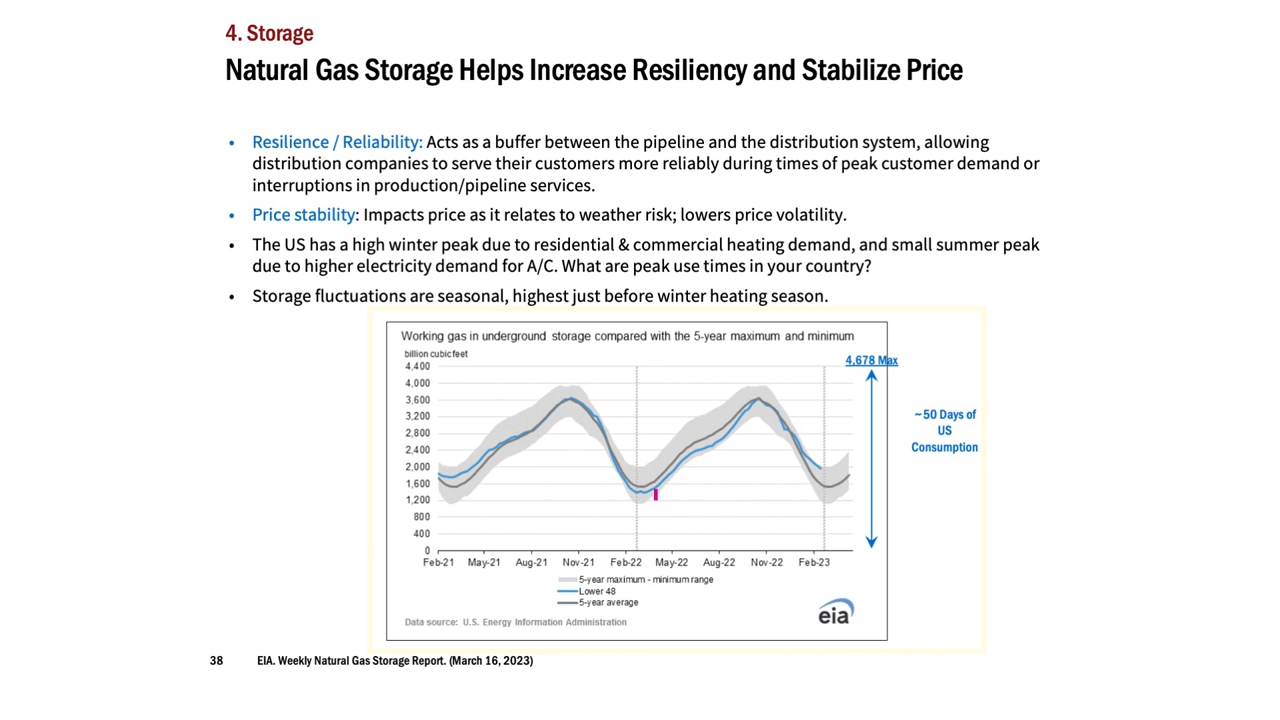 4. Storage
Natural Gas Storage Helps Increase Resiliency and Stabilize Price
• Resilience / Reliability: Acts as a buffer between the pipeline and the distribution system, allowing
distribution companies to serve their customers more reliably during times of peak customer demand or
interruptions in production/pipeline services.
• Price stability: Impacts price as it relates to weather risk; lowers price volatility.
• The US has a high winter peak due to residential & commercial heating demand, and small summer peak
due to higher electricity demand for A/C. What are peak use times in your country?
• Storage fluctuations are seasonal, highest just before winter heating season.
Working gas in underground storage compared with the 5-year maximum and minimum
billion cubic feet
4,400
4,000
3,600
3,200
2,800
2,400
2,000
1,600
1,200
800
400
0
Feb-21 May-21 Aug-21 Nov-21 Feb-22 May-22 Aug-22 Nov-22 Feb-23
5-year maximum - minimum range
Lower 48
5-year average
Data source: U.S. Energy Information Administration
eia
4,678 Max
~50 Days of
US
Consumption
38 EIA. Weekly Natural Gas Storage Report. (March 16, 2023)